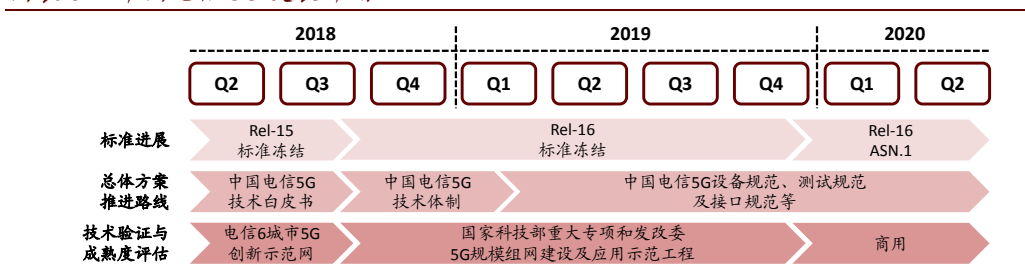 2018 2019 2020
Q2 Q3 Q4 Q1 Q2 Q3 Q4 Q1 Q2
标准进展
Rel-15
标准冻结
Rel-16
标准冻结
Rel-16
ASN.1
总体方案
推进路线
中国电信5G
技术白皮书
中国电信5G
技术体制
中国电信5G设备规范、测试规范
及接口规范等
技术验证与
成熟度评估
电信6城市5G
创新示范网
国家科技部重大专项和发改委
5G规模组网建设及应用示范工程
商用